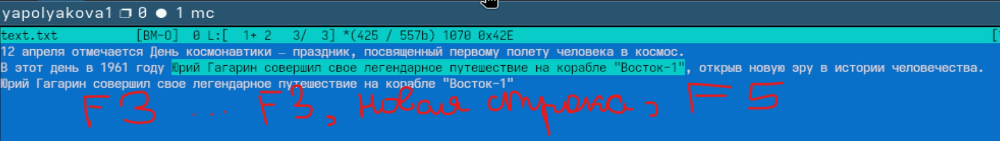 yapolyakova1 ❐ 0 ● 1 mc
text.txt [BM-O] 0 L:[ 1+ 2 3/ 3] *(425 / 557b) 1070 0x42E [
12 апреля отмечается День космонавтики – праздник, посвященный первому полету человека в космос.
В этот день в 1961 году Юрий Гагарин совершил свое легендарное путешествие на корабле "Восток-1", открыв новую эру в истории человечества.
Юрий Гагарин совершил свое легендарное путешествие на корабле "Восток-1"
F3 ... F3, новая строка, F5